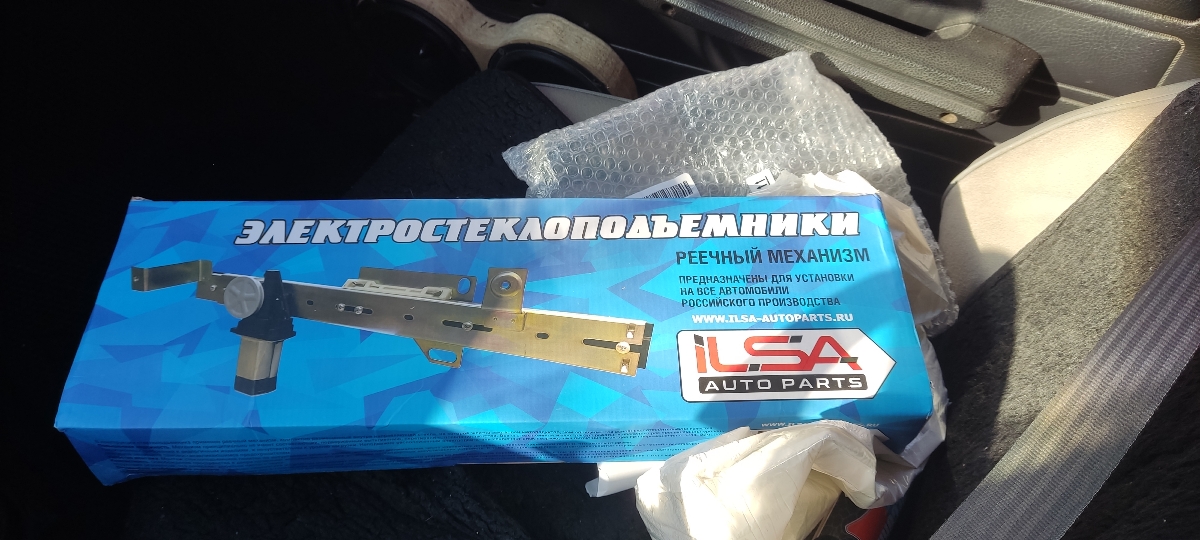 ЭЛЕКТРОСТЕКЛОПОДЪЕМНИКИ
РЕЕЧНЫЙ МЕХАНИЗМ
ПРЕДНАЗНАЧЕНЫ ДЛЯ УСТАНОВКИ
НА ВСЕ АВТОМОБИЛИ
РОССИЙСКОГО ПРОИЗВОДСТВА
WWW.ILSA-AUTOPARTS.RU
iLSA
AUTO PARTS